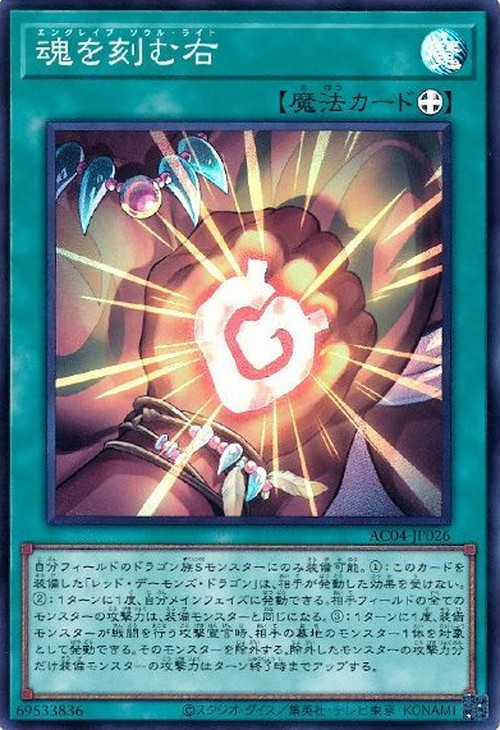 エングレイブ ソウル・ライト
魂を刻む右
魔
【魔法カード】
AC04-JP026
自分フィールドのドラゴン族Sモンスターにのみ装備可能。①：このカードを
装備した「レッド・デーモンズ・ドラゴン」は、相手が発動した効果を受けない。
②：1ターンに1度、自分メインフェイズに発動できる。相手フィールドの全ての
モンスターの攻撃力は、装備モンスターと同じになる。③：1ターンに1度、装備
モンスターが戦闘を行う攻撃宣言時、相手の墓地のモンスター1体を対象
として発動できる。そのモンスターを除外する。除外したモンスターの攻撃力分
だけ装備モンスターの攻撃力はターン終了時までアップする。
69533836
©スタジオ・ダイス／集英社・テレビ東京・KONAMI